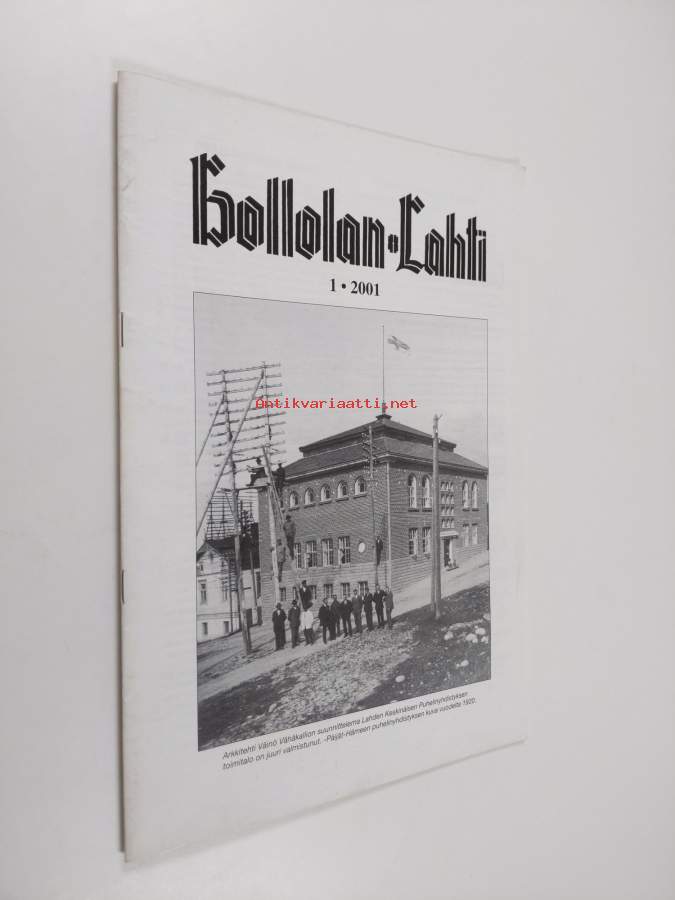 Hollolan•Lahti
1 • 2001
Antikvariaatti.net
Arkkitehti Väinö Vähäkallion suunnittelema Lahden Keskinäisen Puhelinyhdistyksen
toimitalo on juuri valmistunut. -Päijät-Hämeen puhelinyhdistyksen kuva vuodelta 1920.